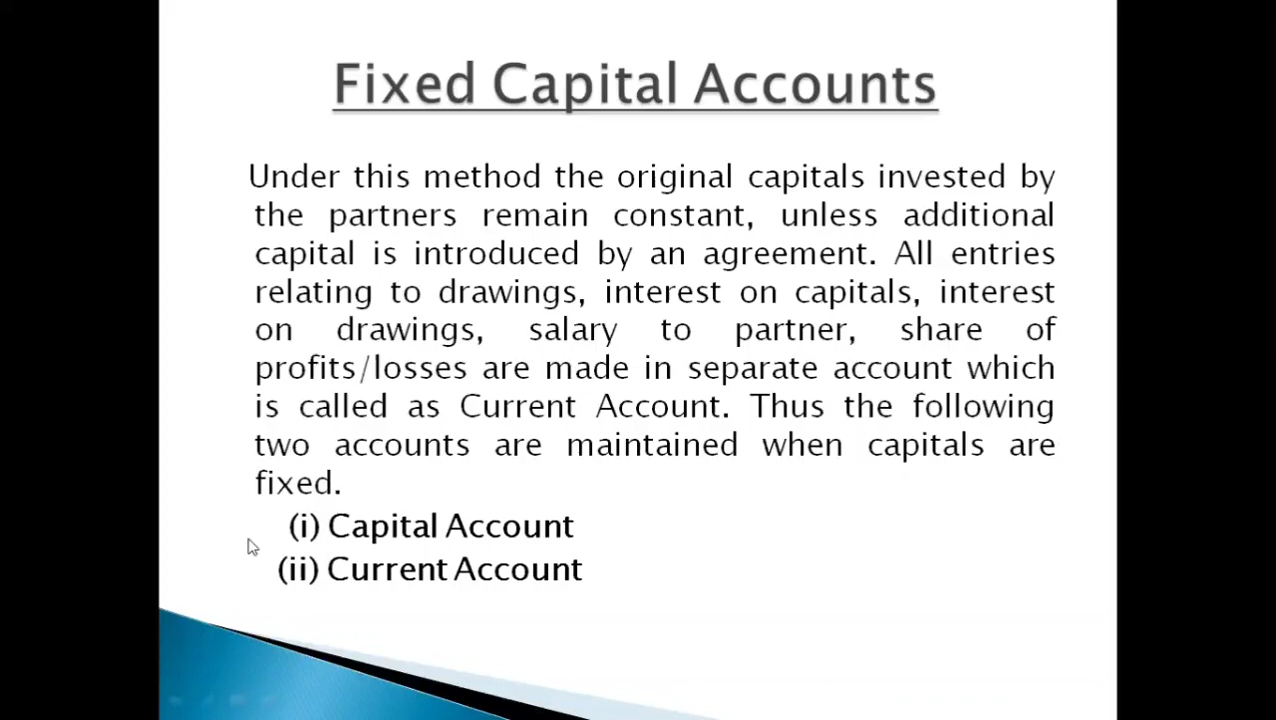 Fixed Capital Accounts
Under this method the original capitals invested by
the partners remain constant, unless additional
capital is introduced by an agreement. All entries
relating to drawings, interest on capitals, interest
on drawings, salary to partner, share of
profits/losses are made in separate account which
is called as Current Account. Thus the following
two accounts are maintained when capitals are
fixed.
(i) Capital Account
(ii) Current Account